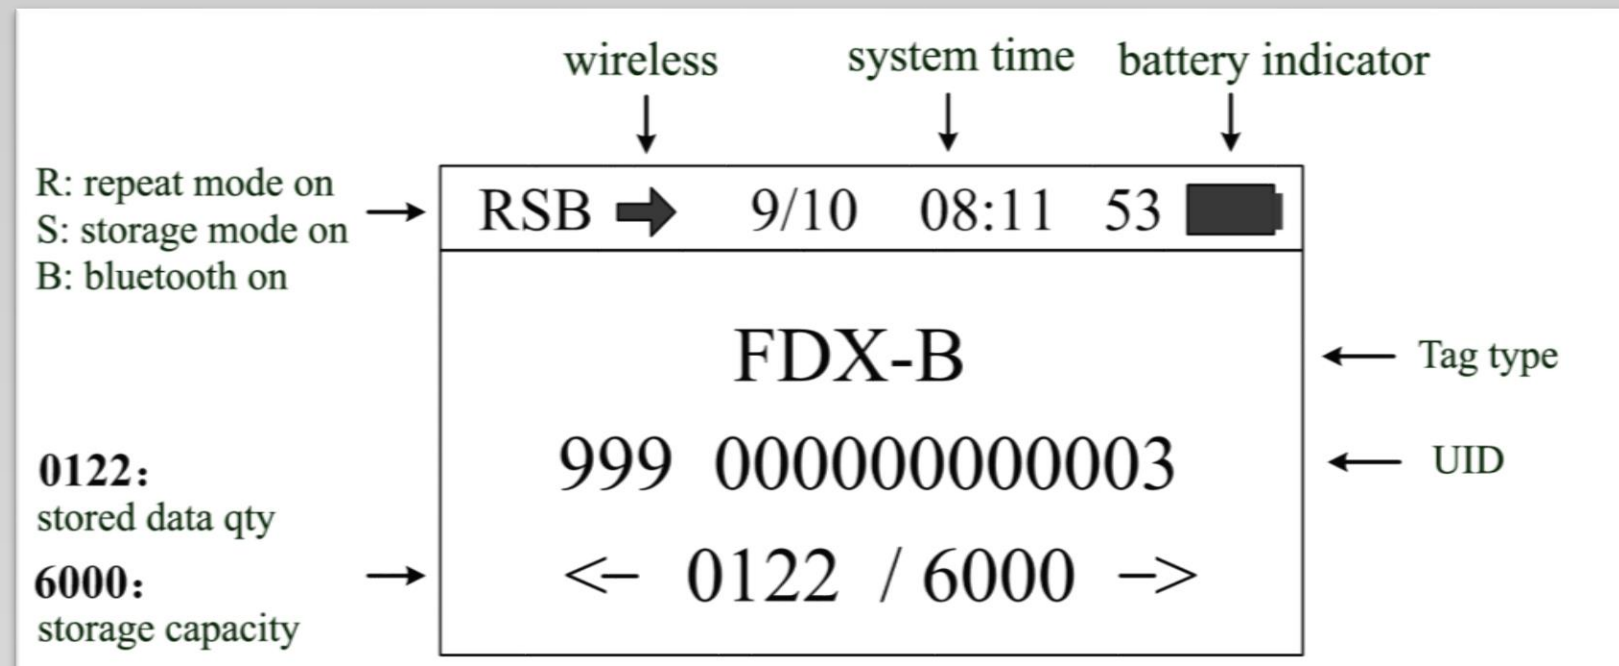 wireless system time battery indicator
R: repeat mode on
S: storage mode on
B: bluetooth on
RSB 9/10 08:11 53
FDX-B
Tag type
999 000000000003
UID
0122:
stored data qty
6000:
storage capacity
<- 0122 / 6000 ->